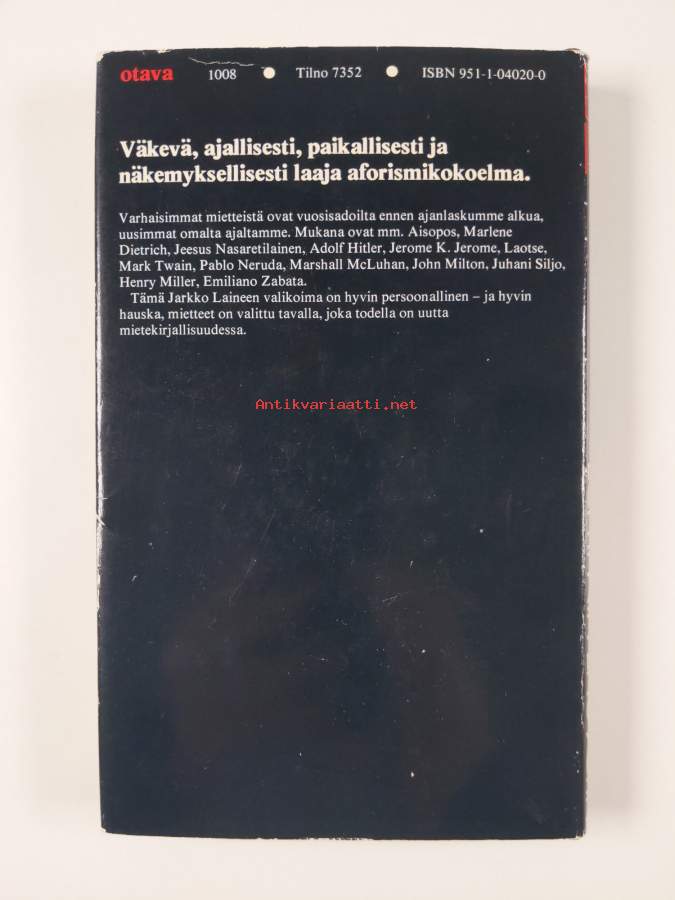 otava 1008 ● Tilno 7352 ● ISBN 951-1-04020-0
Väkevä, ajallisesti, paikallisesti ja
näkemyksellisesti laaja aforismikokoelma.
Varhaisimmat mietteistä ovat vuosisadoilta ennen ajanlaskumme alkua,
uusimmat omalta ajaltamme. Mukana ovat mm. Aisopos, Marlene
Dietrich, Jeesus Nasaretilainen, Adolf Hitler, Jerome K. Jerome, Laotse,
Mark Twain, Pablo Neruda, Marshall McLuhan, John Milton, Juhani Siljo,
Henry Miller, Emiliano Zabata.
Tämä Jarkko Laineen valikoima on hyvin persoonallinen – ja hyvin
hauska, mietteet on valittu tavalla, joka todella on uutta
mietekirjallisuudessa.
Antikvariaatti.net